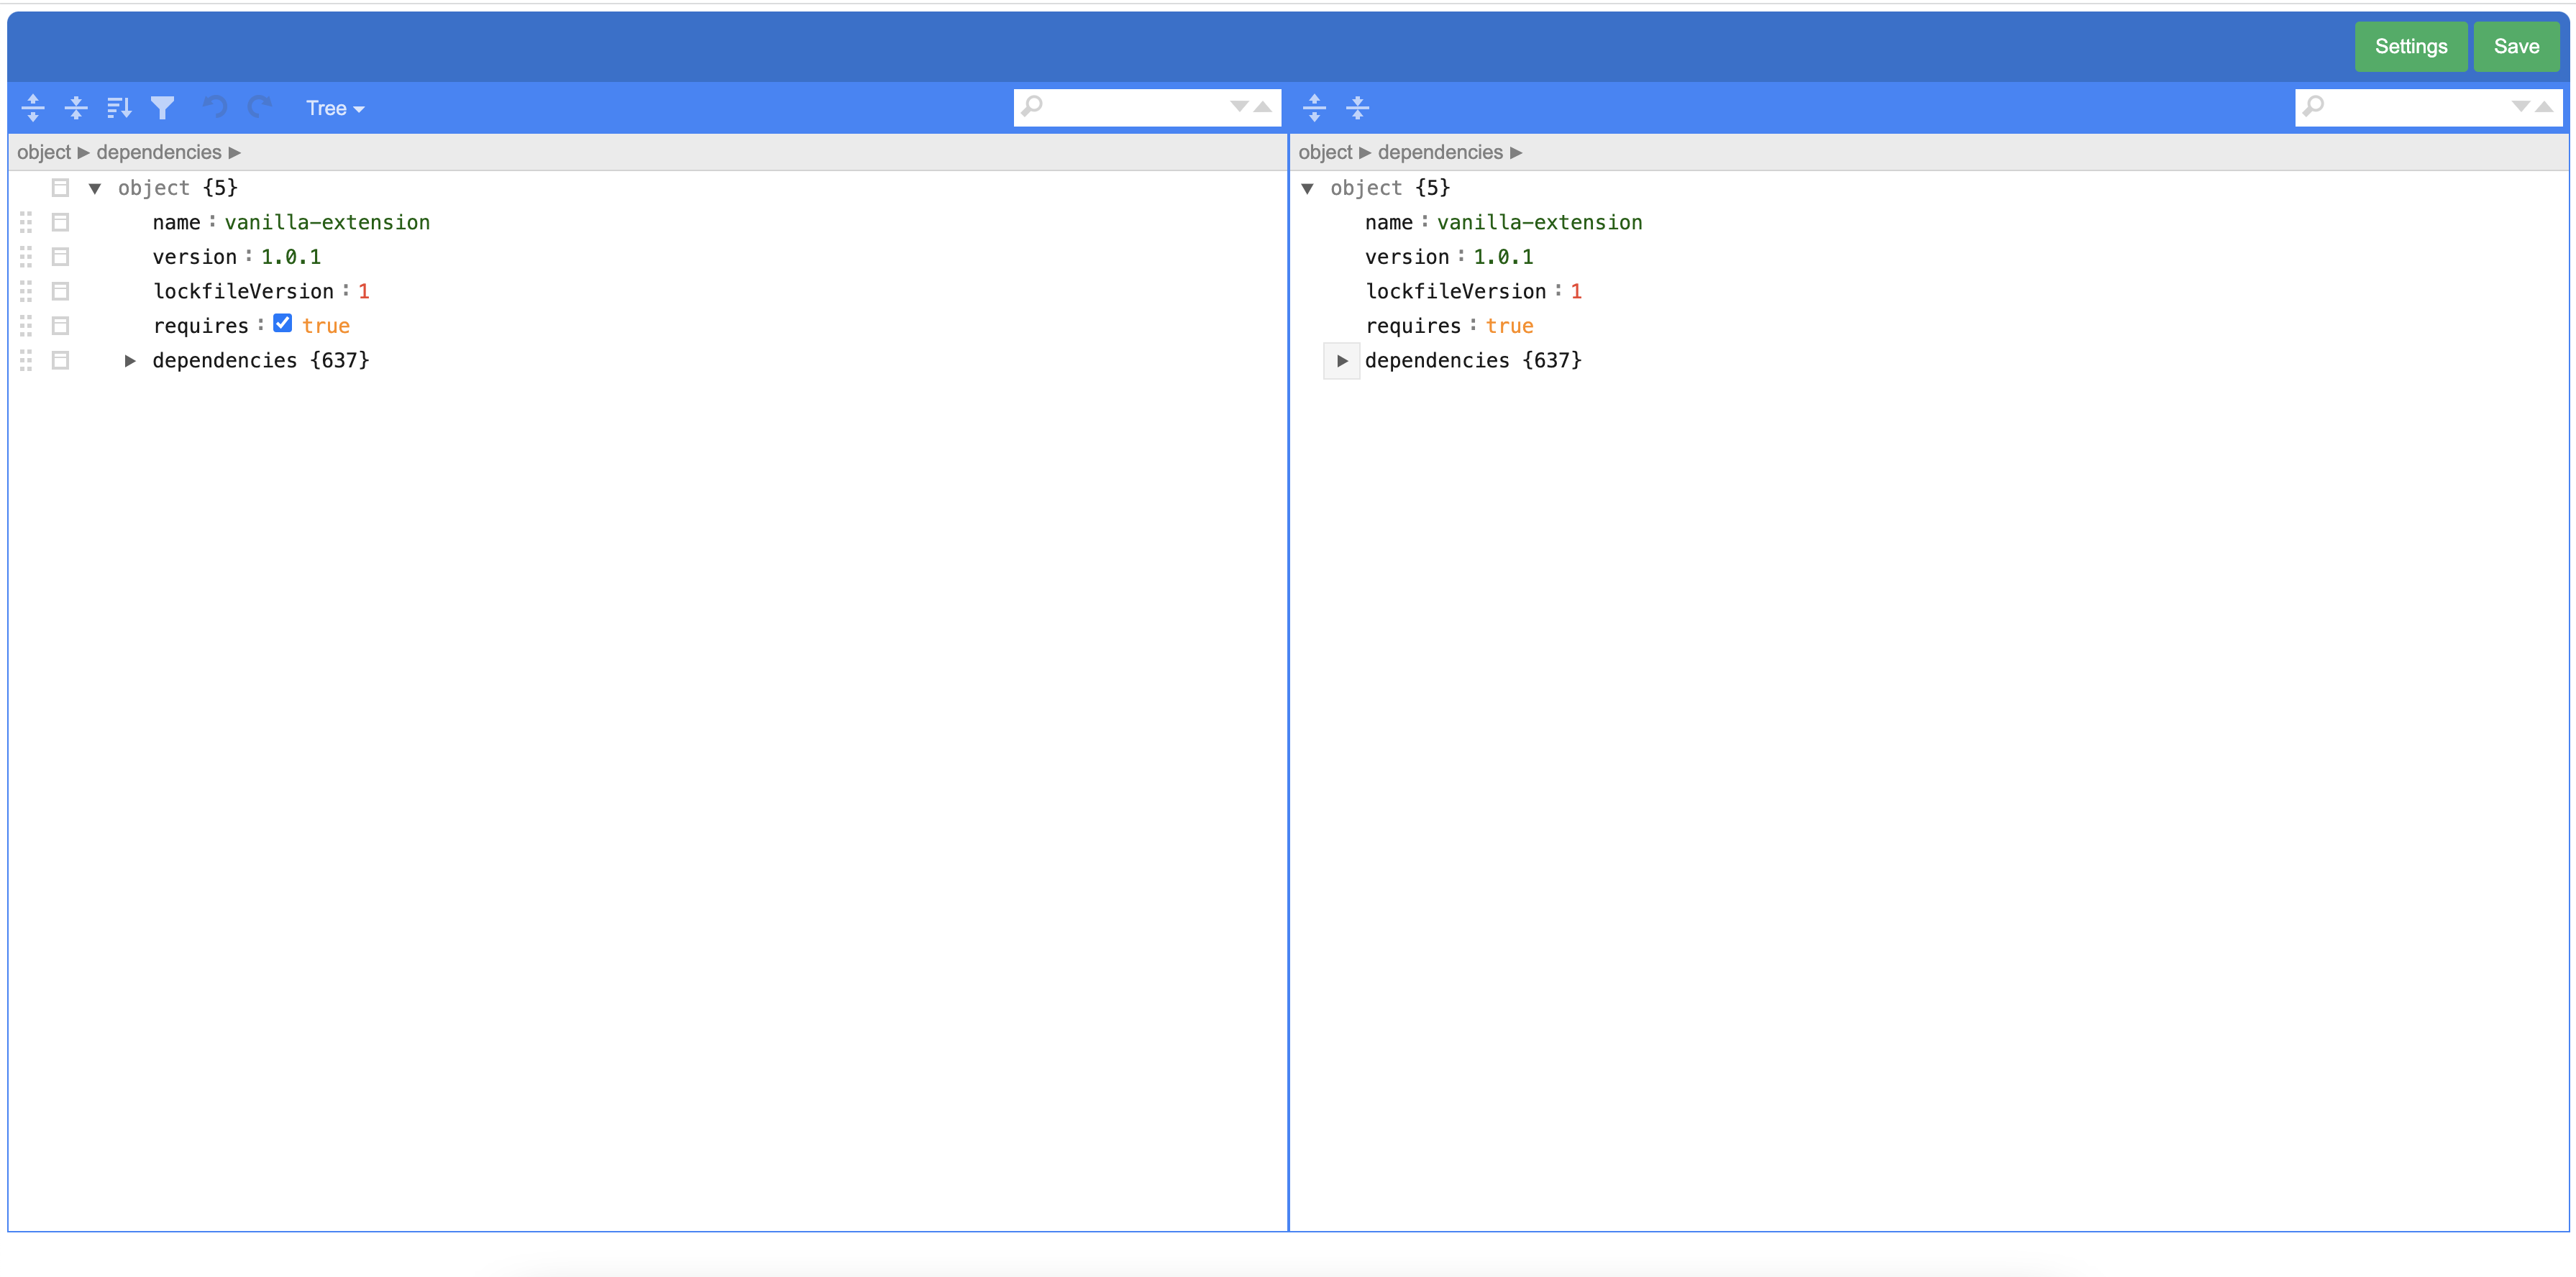 Settings Save
Tree
object ▶ dependencies ▶
object {5}
name : vanilla-extension
version : 1.0.1
lockfileVersion : 1
requires : true
dependencies {637}
object ▶ dependencies ▶
object {5}
name : vanilla-extension
version : 1.0.1
lockfileVersion : 1
requires : true
dependencies {637}